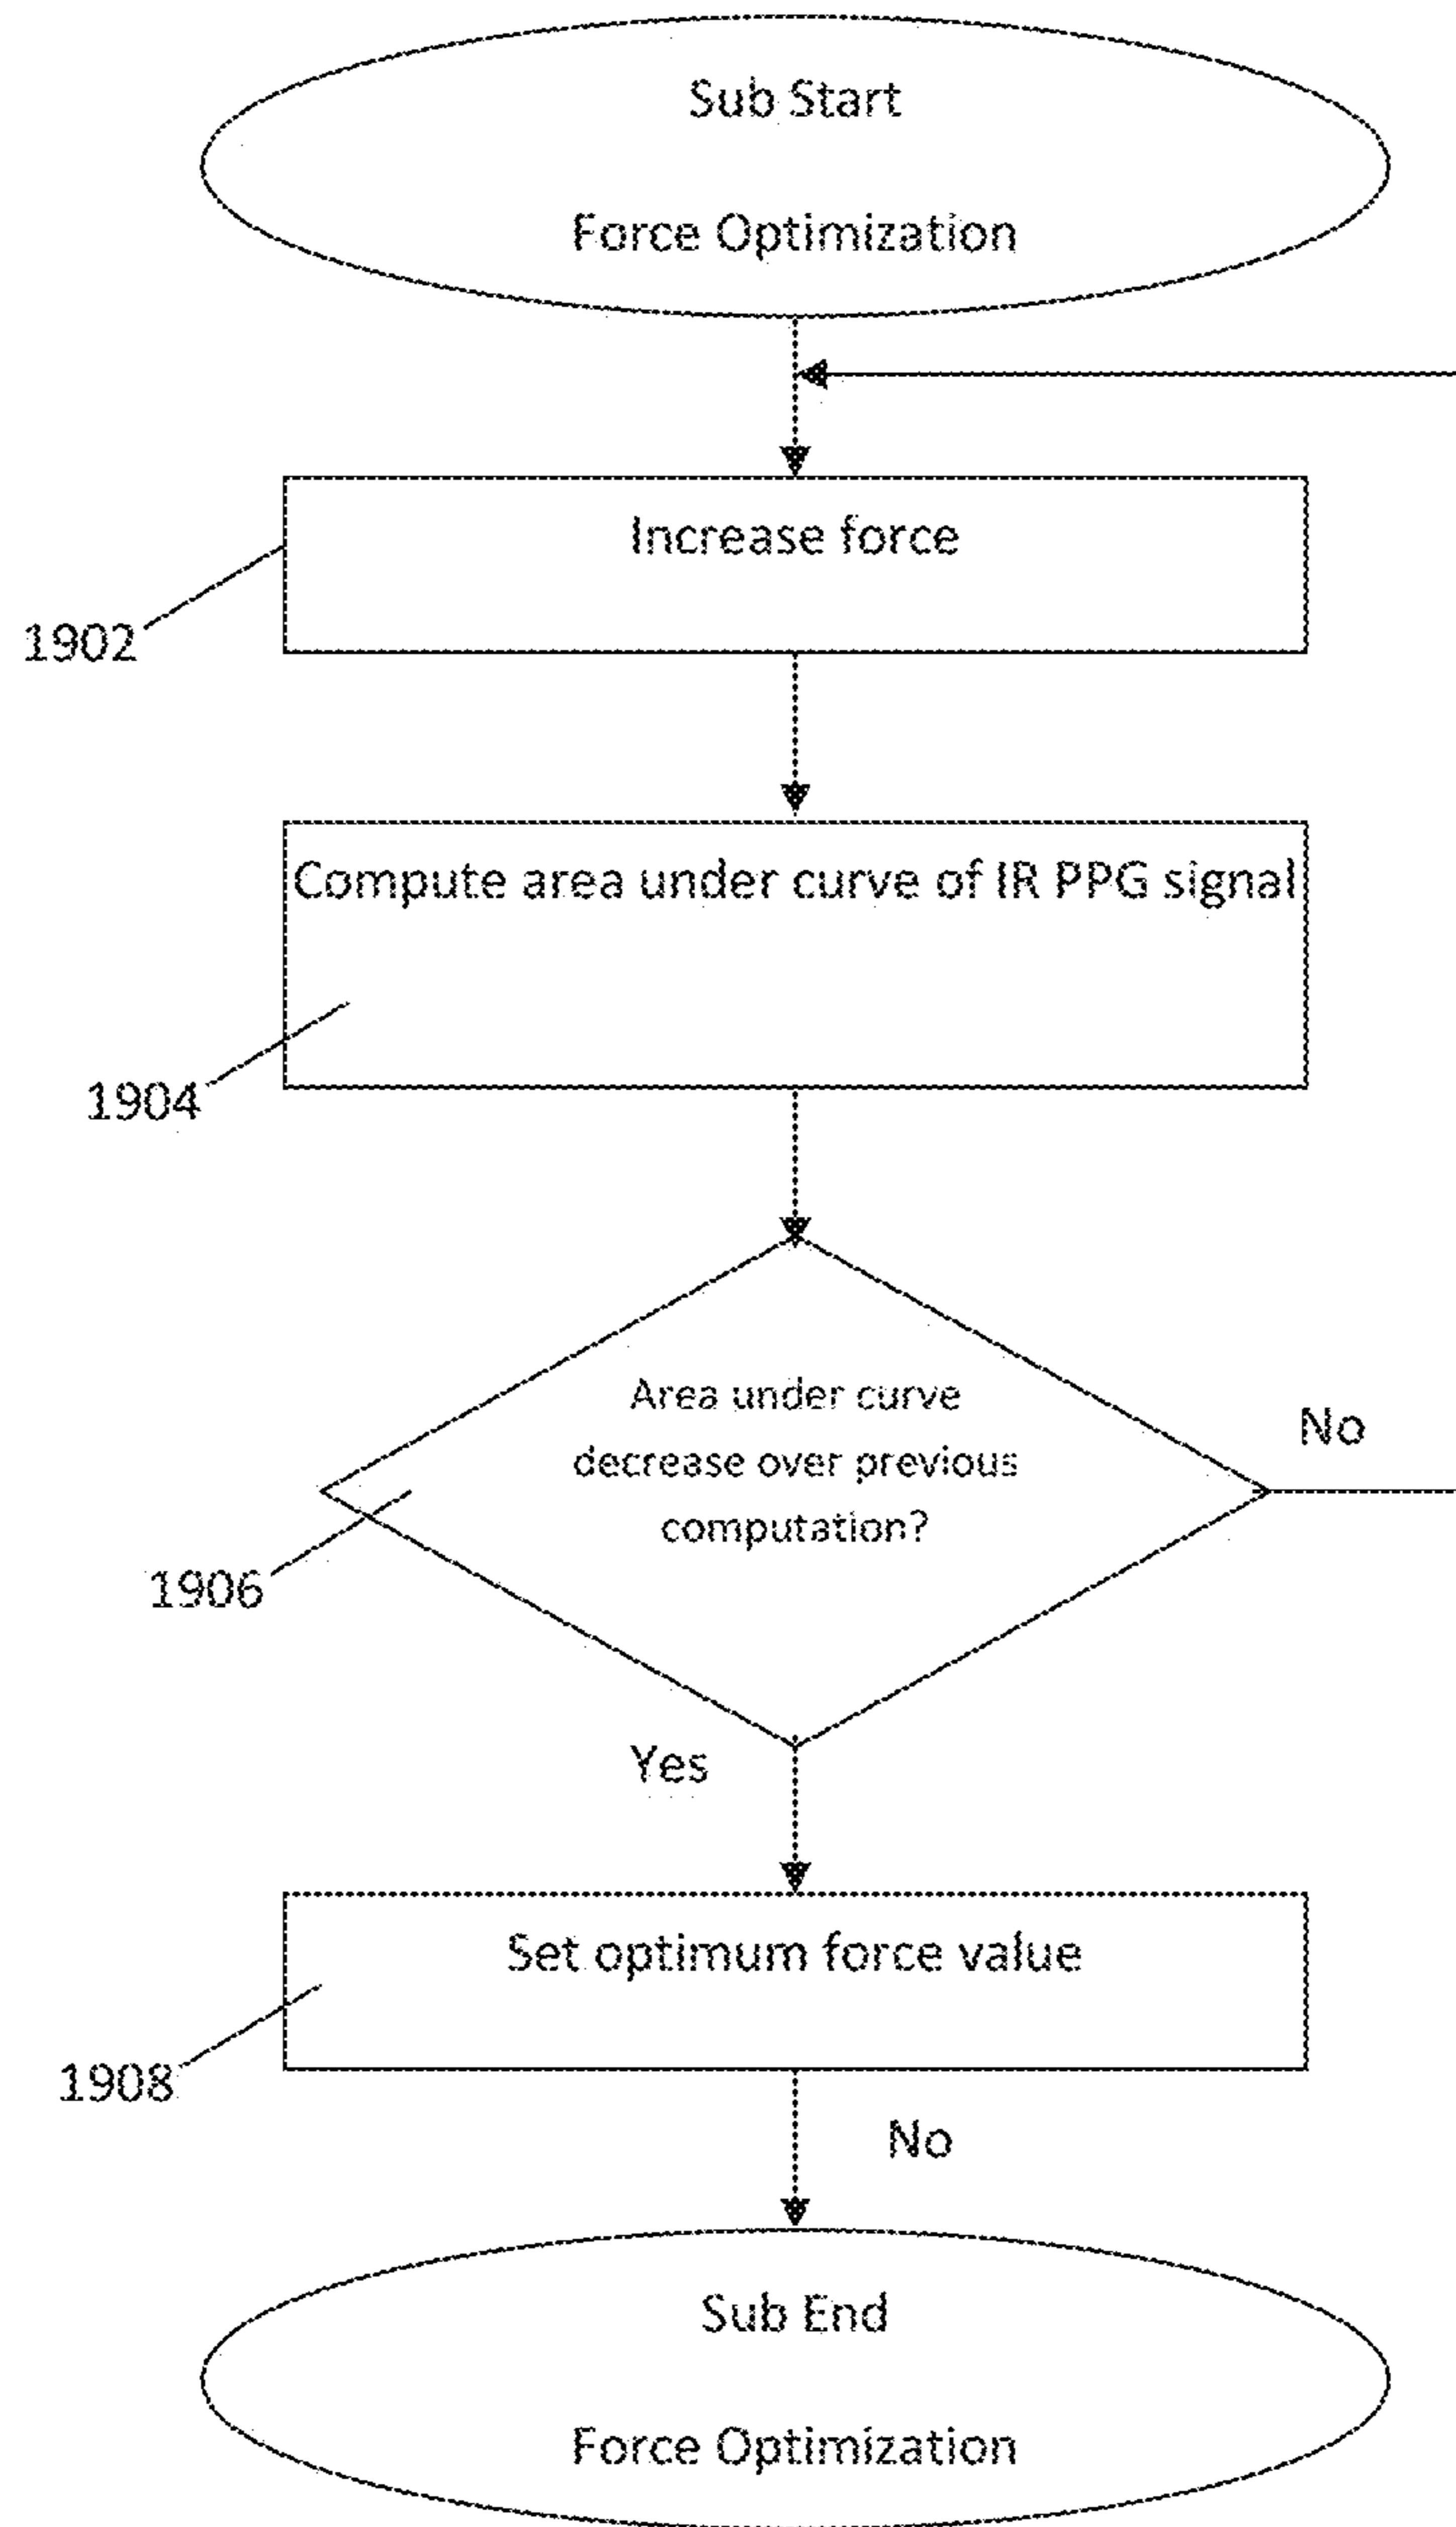 Sub Start
Force Optimization
Increase force
1902
Compute area under curve of IR PPG signal
1904
Area under curve
decrease over previous
computation?
No
1906
Yes
Set optimum force value
1908
No
Sub End
Force Optimization